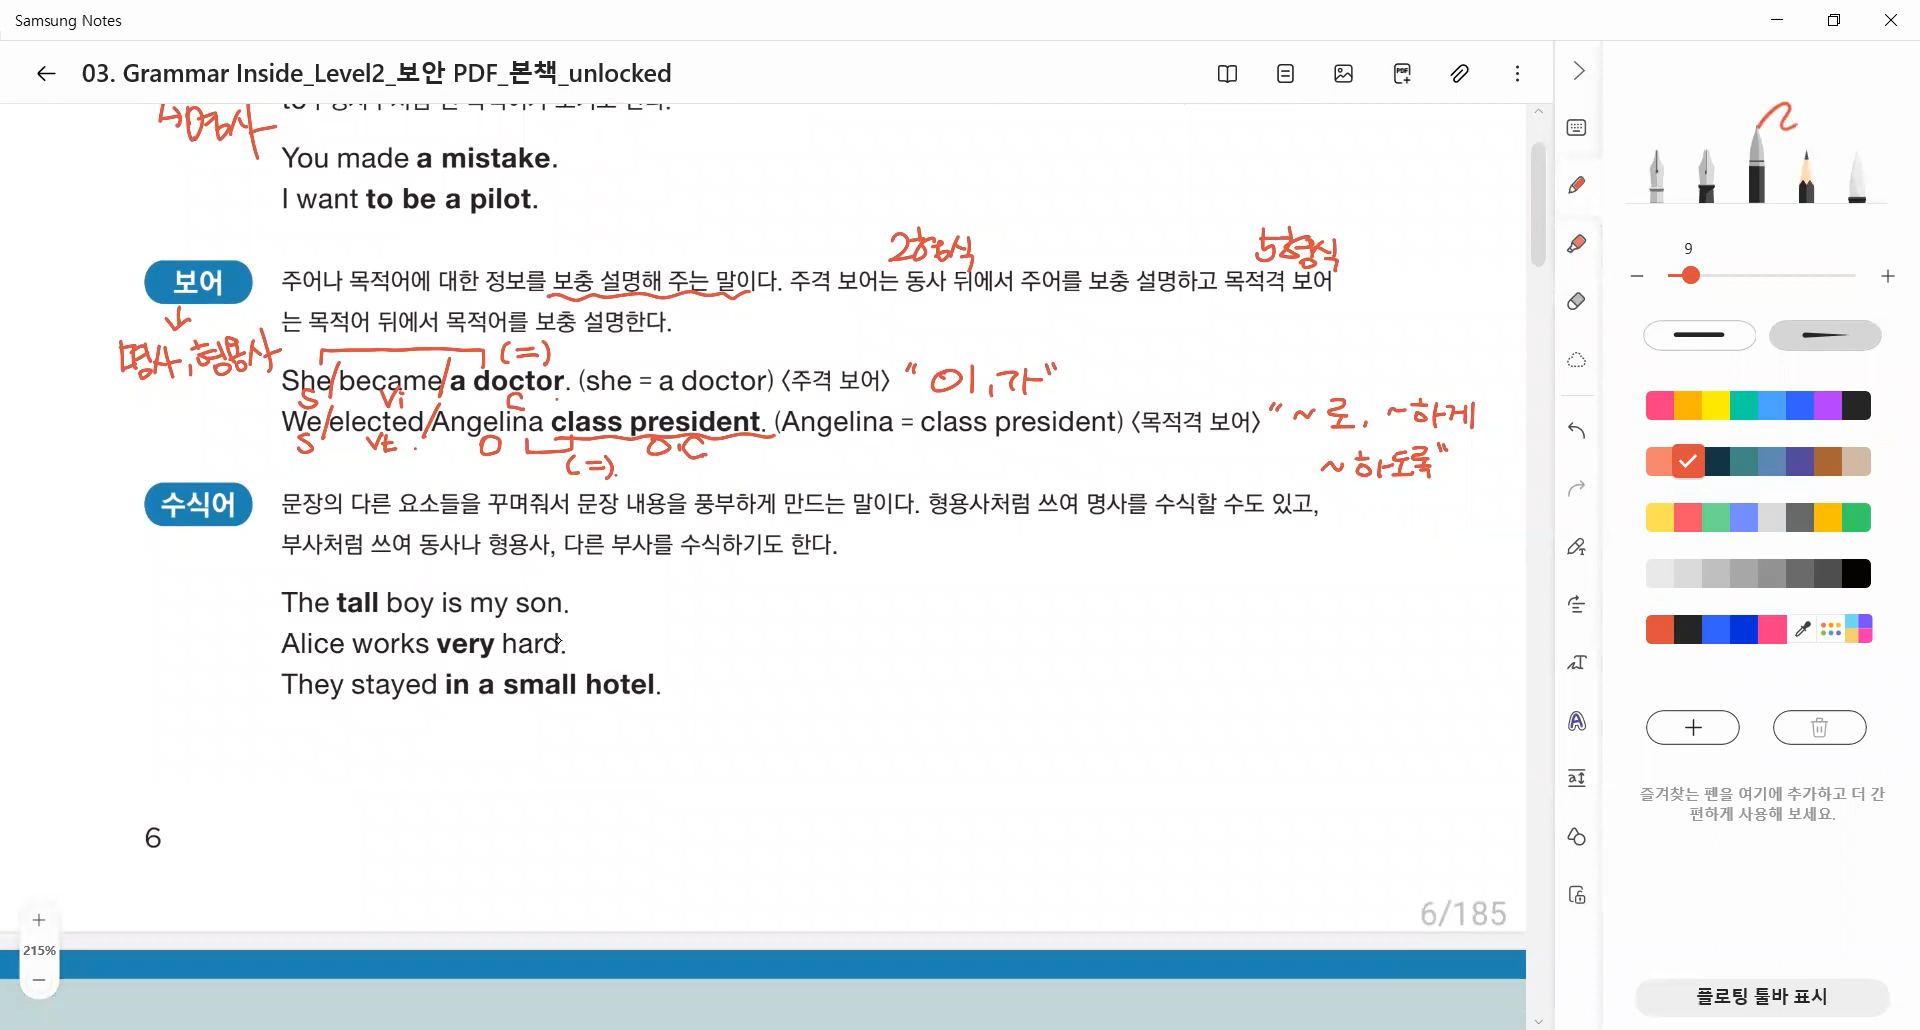 Samsung Notes
03. Grammar Inside_Level2_보안 PDF_본책_unlocked
↳명사
You made a mistake.
I want to be a pilot.
2형식
5형식
보어
주어나 목적어에 대한 정보를 보충 설명해 주는 말이다. 주격 보어는 동사 뒤에서 주어를 보충 설명하고 목적격 보어
는 목적어 뒤에서 목적어를 보충 설명한다.
명사, 형용사
(=)
She became a doctor. (she = a doctor) 〈주격 보어〉 "이, 가"
S Vi C
We elected Angelina class president. (Angelina = class president) 〈목적격 보어〉 "~로, ~하게
S Vt O O.C
(=)
~하도록"
수식어
문장의 다른 요소들을 꾸며줘서 문장 내용을 풍부하게 만드는 말이다. 형용사처럼 쓰여 명사를 수식할 수도 있고,
부사처럼 쓰여 동사나 형용사, 다른 부사를 수식하기도 한다.
The tall boy is my son.
Alice works very hard.
They stayed in a small hotel.
6
6/185
215%
9
즐겨찾는 펜을 여기에 추가하고 더 간
편하게 사용해 보세요.
플로팅 툴바 표시